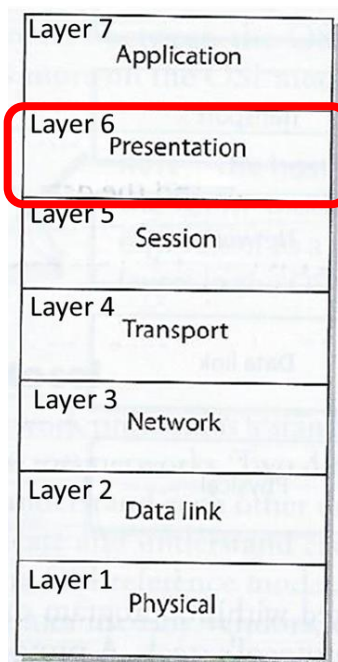 Layer 7
Application
Layer 6
Presentation
Layer 5
Session
Layer 4
Transport
Layer 3
Network
Layer 2
Data link
Layer 1
Physical